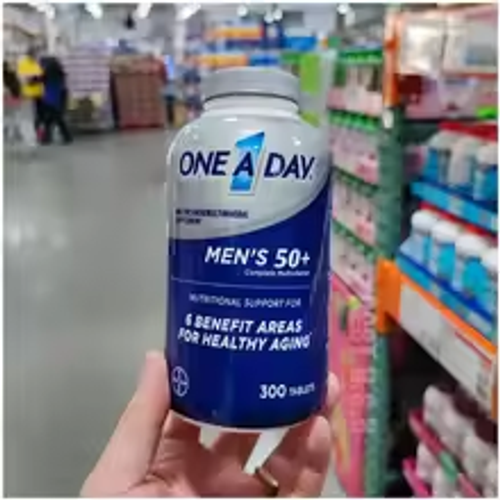 ONE A DAY
MEN'S 50+
Complete Multivitamin
NUTRITIONAL SUPPORT FOR
6 BENEFIT AREAS
FOR HEALTHY AGING
300 TABLETS